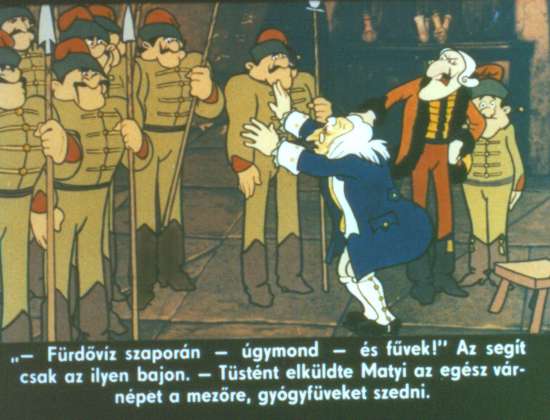 „— Fürdővíz szaporán — úgymond — és fűvek!” Az segít
csak az ilyen bajon. — Tüstént elküldte Matyi az egész vár-
népet a mezőre, gyógyfüveket szedni.